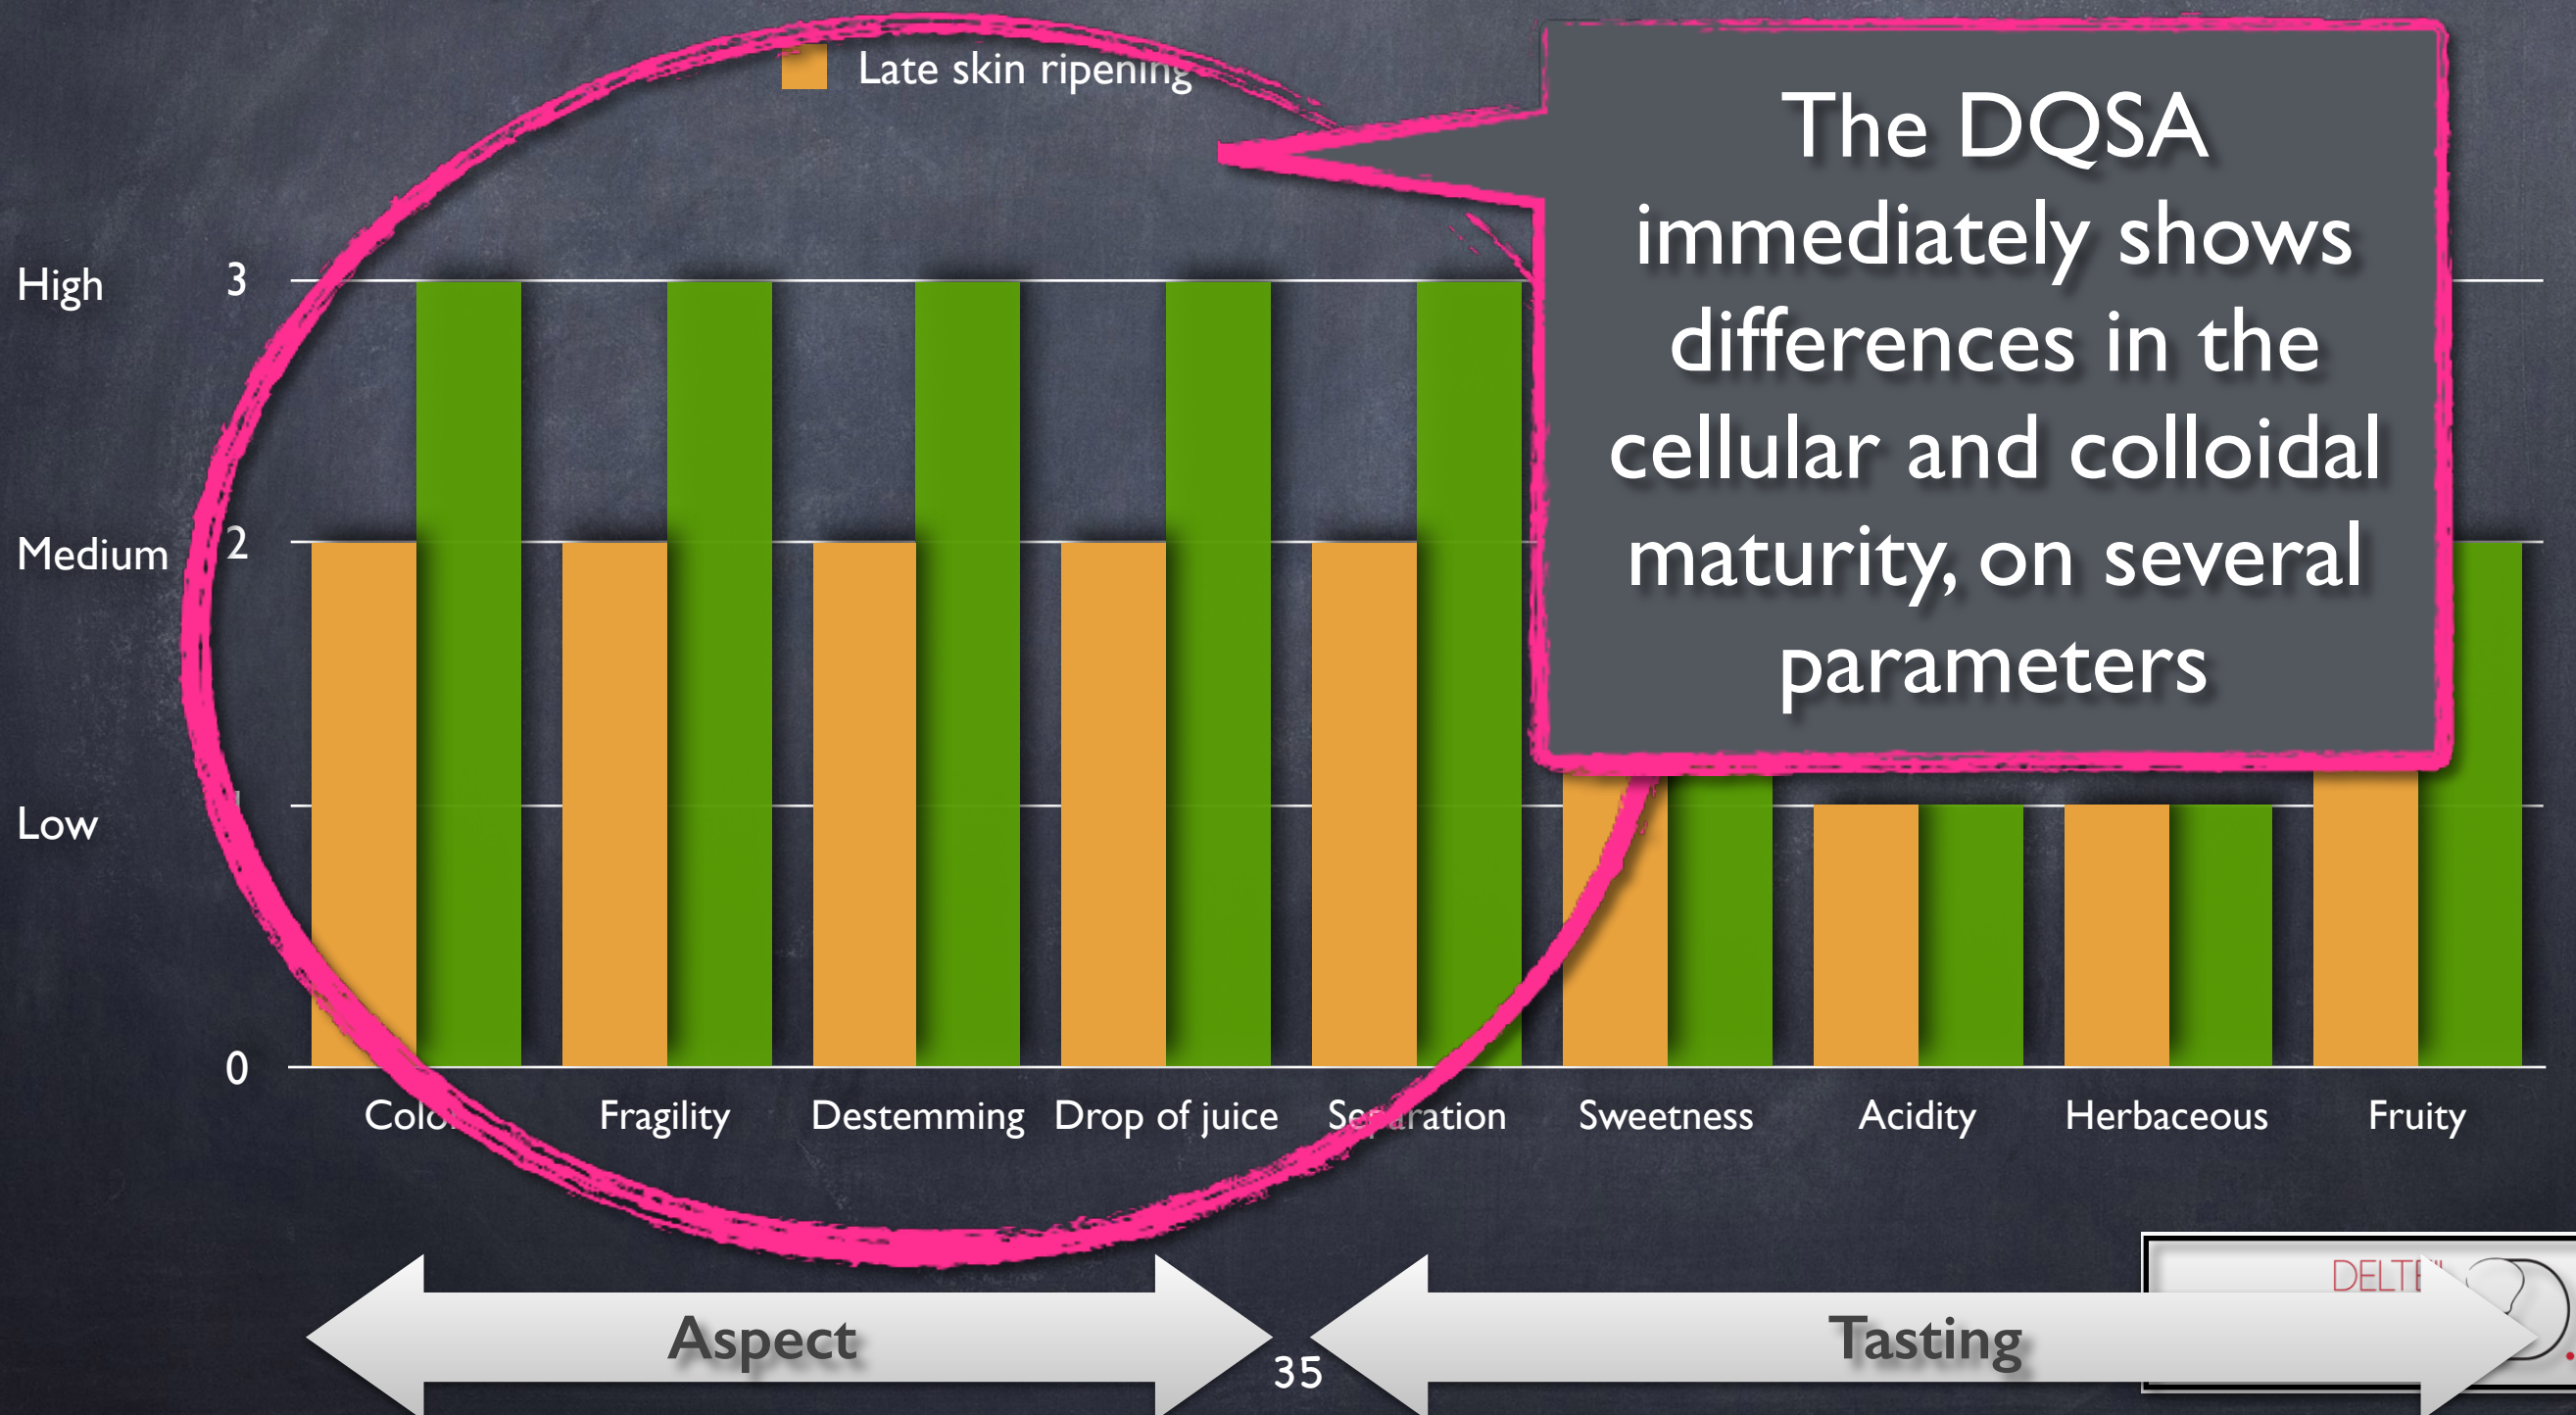 Late skin ripening
The DQSA
immediately shows
differences in the
cellular and colloidal
maturity, on several
parameters
High
3
Medium
2
Low
0
Fragility
Destemming
Drop of juice
Separation
Sweetness
Acidity
Herbaceous
Fruity
Aspect
Tasting
35